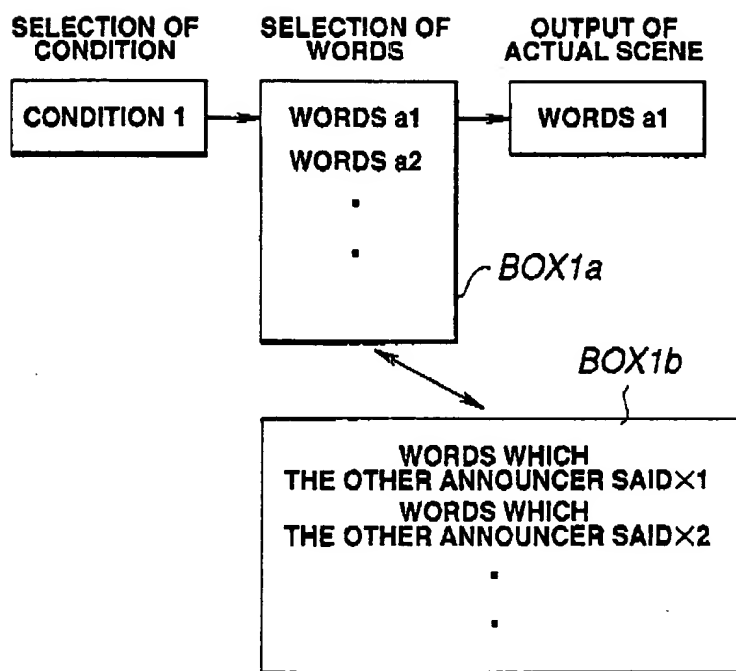 SELECTION OF
CONDITION
SELECTION OF
WORDS
OUTPUT OF
ACTUAL SCENE
CONDITION 1
WORDS a1
WORDS a2
WORDS a1
BOX1a
BOX1b
WORDS WHICH
THE OTHER ANNOUNCER SAID×1
WORDS WHICH
THE OTHER ANNOUNCER SAID×2